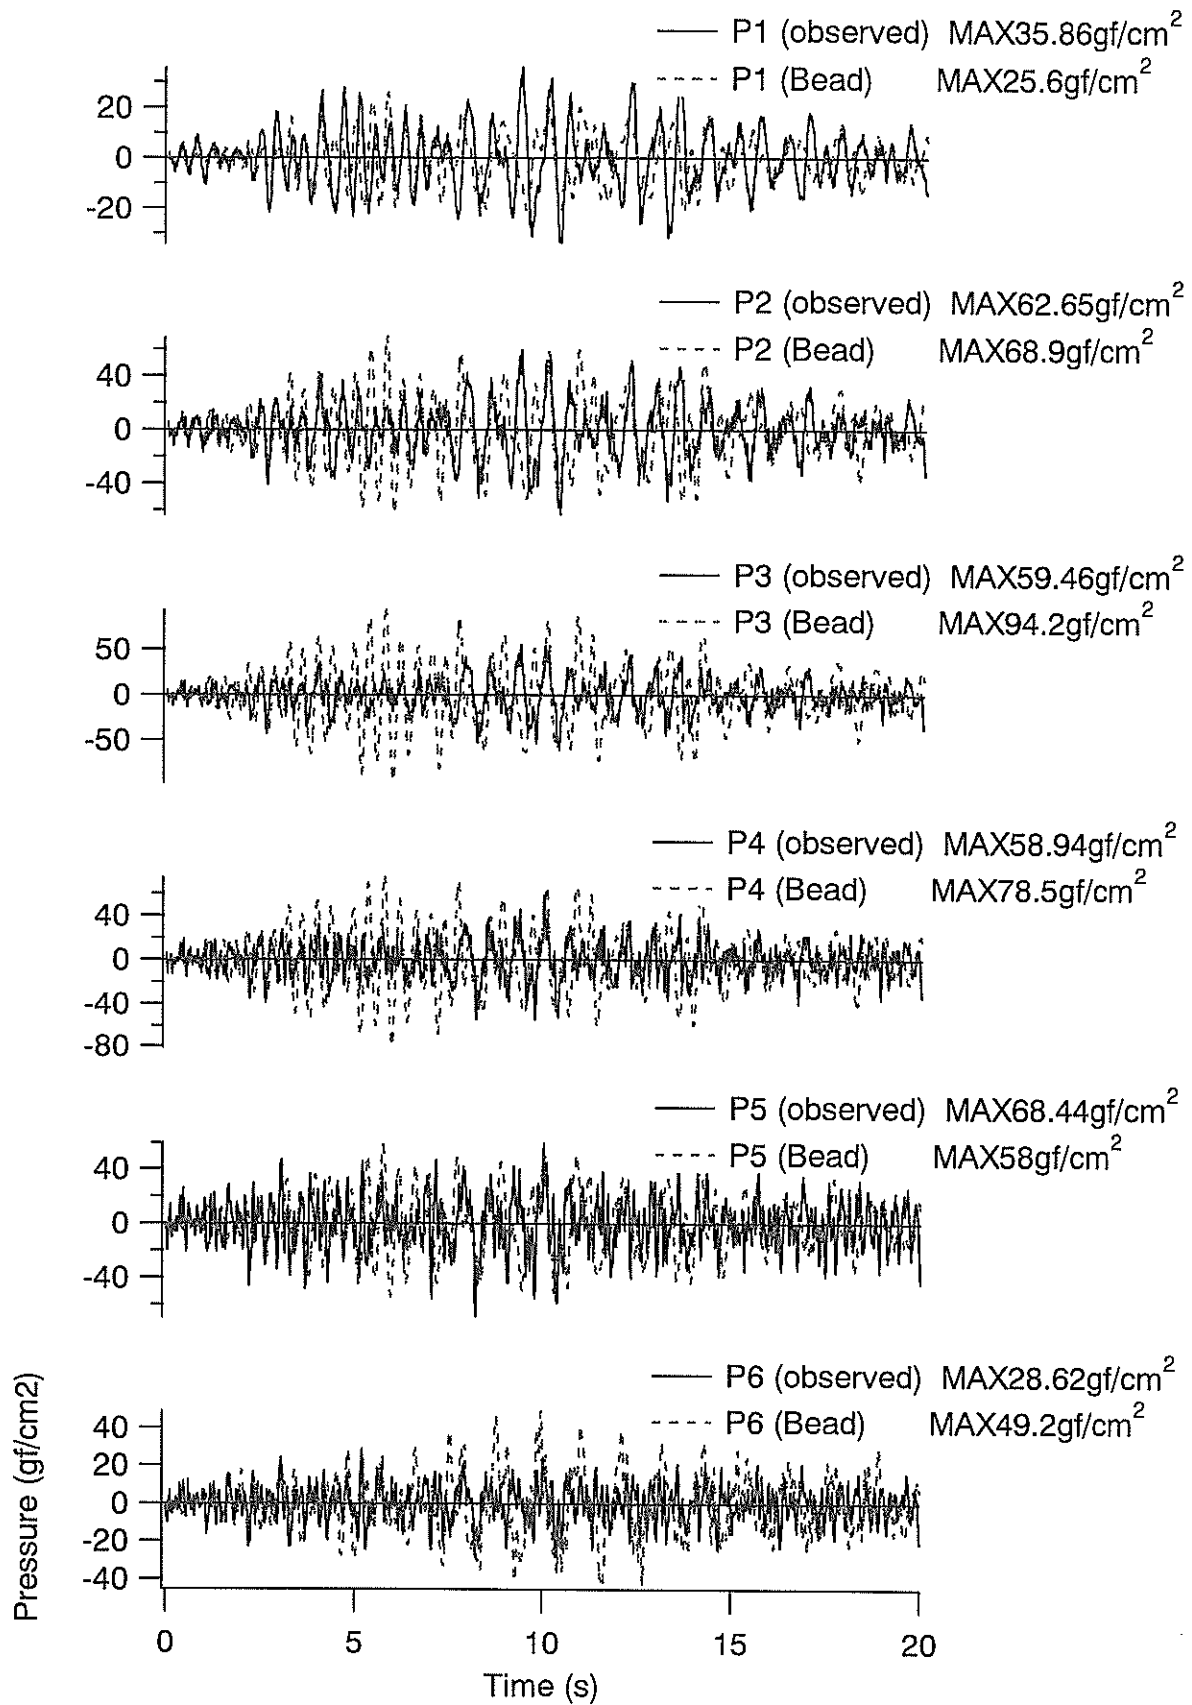 P1 (observed) MAX35.86gf/cm2
P1 (Bead) MAX25.6gf/cm2
20
0
-20
P2 (observed) MAX62.65gf/cm2
P2 (Bead) MAX68.9gf/cm2
40
0
-40
P3 (observed) MAX59.46gf/cm2
P3 (Bead) MAX94.2gf/cm2
50
0
-50
P4 (observed) MAX58.94gf/cm2
P4 (Bead) MAX78.5gf/cm2
40
0
-40
-80
P5 (observed) MAX68.44gf/cm2
P5 (Bead) MAX58gf/cm2
40
0
-40
P6 (observed) MAX28.62gf/cm2
P6 (Bead) MAX49.2gf/cm2
40
20
0
-20
-40
Pressure (gf/cm2)
0 5 10 15 20
Time (s)